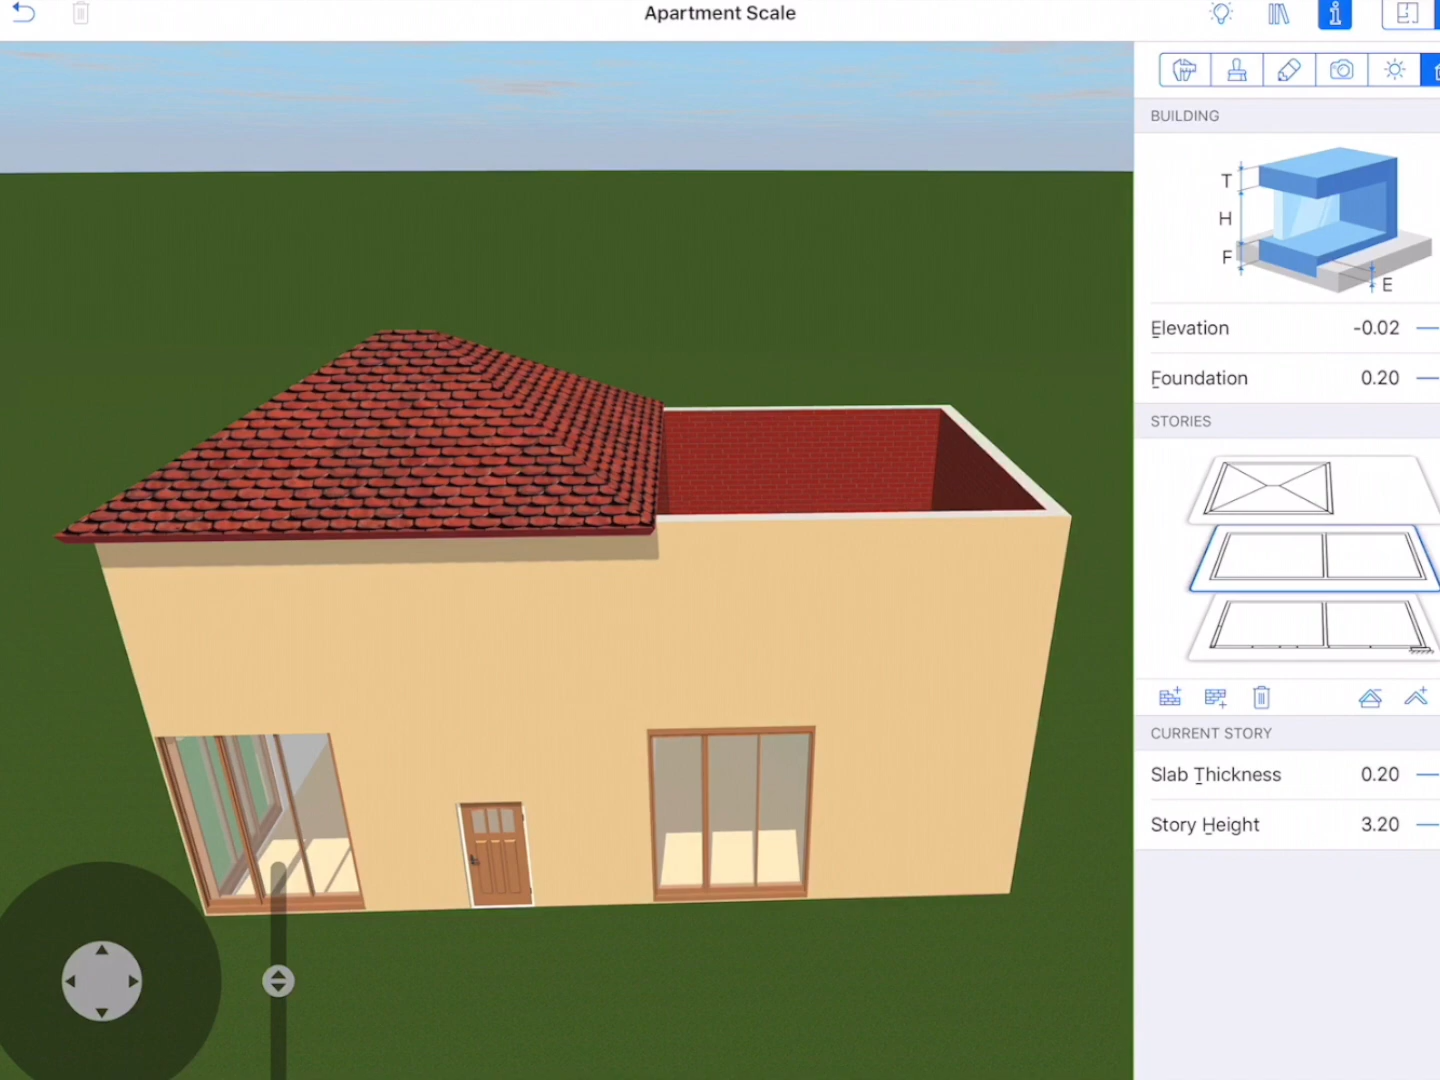 Apartment Scale
BUILDING
T
H
F
E
Elevation -0.02
Foundation 0.20
STORIES
CURRENT STORY
Slab Thickness 0.20
Story Height 3.20